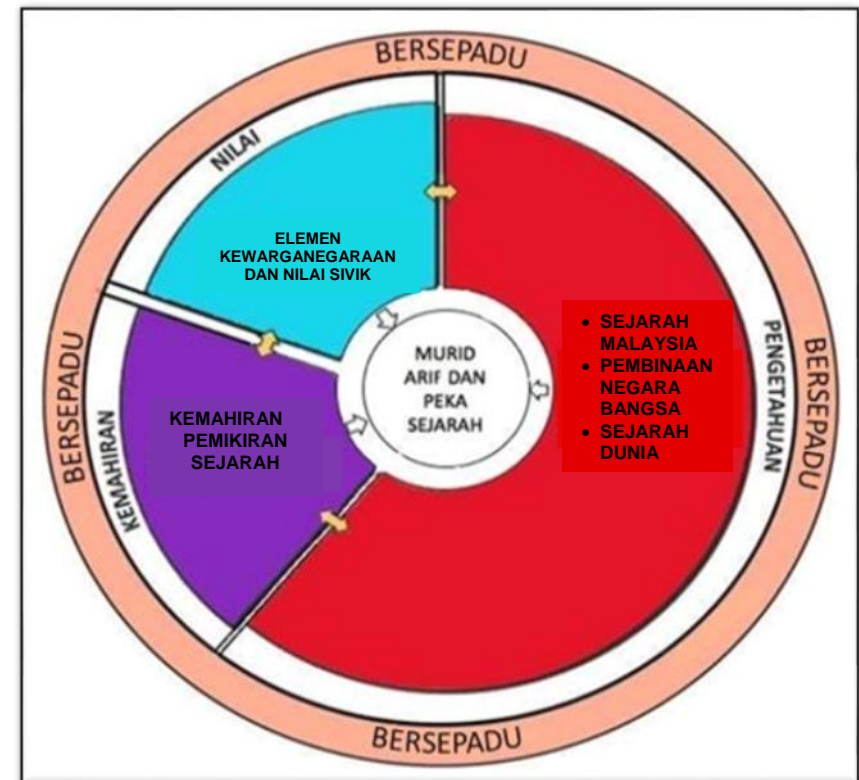 BERSEPADU
NILAI
ELEMEN
KEWARGANEGARAAN
DAN NILAI SIVIK
• SEJARAH
MALAYSIA
• PEMBINAAN
NEGARA
BANGSA
• SEJARAH
DUNIA
PENGETAHUAN
BERSEPADU
MURID
ARIF DAN
PEKA
SEJARAH
BERSEPADU
KEMAHIRAN
KEMAHIRAN
PEMIKIRAN
SEJARAH
BERSEPADU